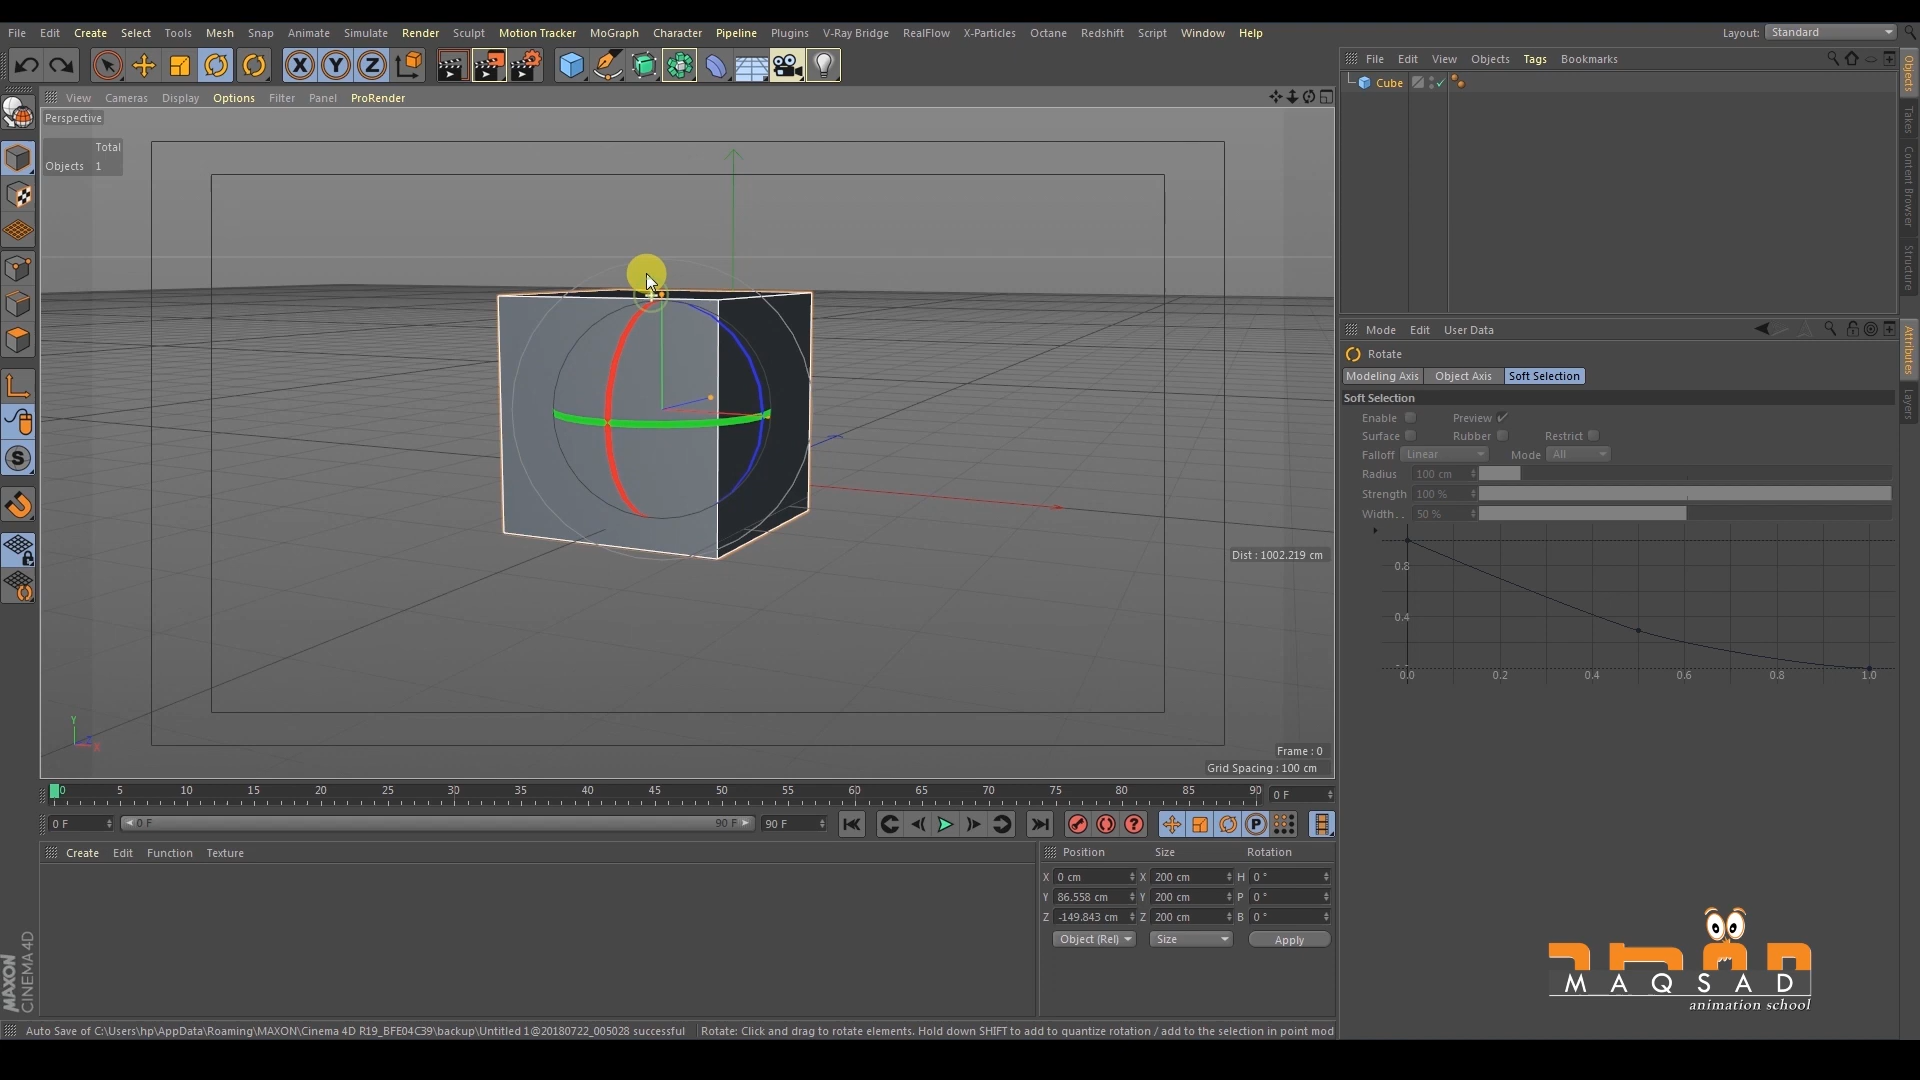 File Edit Create Select Tools Mesh Snap Animate Simulate Render Sculpt Motion Tracker MoGraph Character Pipeline Plugins V-Ray Bridge RealFlow X-Particles Octane Redshift Script Window Help Layout: Standard
X Y Z
File Edit View Objects Tags Bookmarks
Cube
View Cameras Display Options Filter Panel ProRender
Perspective
Total
Objects 1
Dist : 1002.219 cm
Y
X
Frame : 0
Grid Spacing : 100 cm
Mode Edit User Data
Rotate
Modeling Axis Object Axis Soft Selection
Soft Selection
Enable Preview
Surface Rubber Restrict
Falloff Linear Mode All
Radius 100 cm
Strength 100 %
Width. . 50 %
0.8
0.4
0.0 0.2 0.4 0.6 0.8 1.0
Objects
Takes
Content Browser
Structure
Attributes
Layers
S
0 5 10 15 20 25 30 35 40 45 50 55 60 65 70 75 80 85 90 0 F
0 F 0 F 90 F 90 F
P
Create Edit Function Texture
Position Size Rotation
X 0 cm X 200 cm H 0 °
Y 86.558 cm Y 200 cm P 0 °
Z -149.843 cm Z 200 cm B 0 °
Object (Rel) Size Apply
MAXON
CINEMA 4D
MAQSAD
animation school
Auto Save of C:\Users\hp\AppData\Roaming\MAXON\Cinema 4D R19_BFE04C39\backup\Untitled 1@20180722_005028 successful Rotate: Click and drag to rotate elements. Hold down SHIFT to add to quantize rotation / add to the selection in point mod